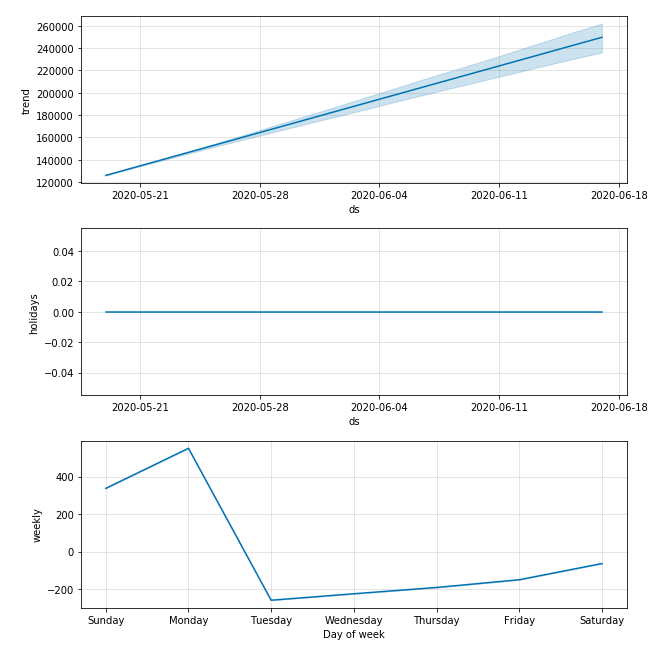 260000
240000
220000
200000
180000
160000
140000
120000
trend
2020-05-21 2020-05-28 2020-06-04 2020-06-11 2020-06-18
ds
0.04
0.02
0.00
−0.02
−0.04
holidays
2020-05-21 2020-05-28 2020-06-04 2020-06-11 2020-06-18
ds
400
200
0
−200
weekly
Sunday Monday Tuesday Wednesday Thursday Friday Saturday
Day of week